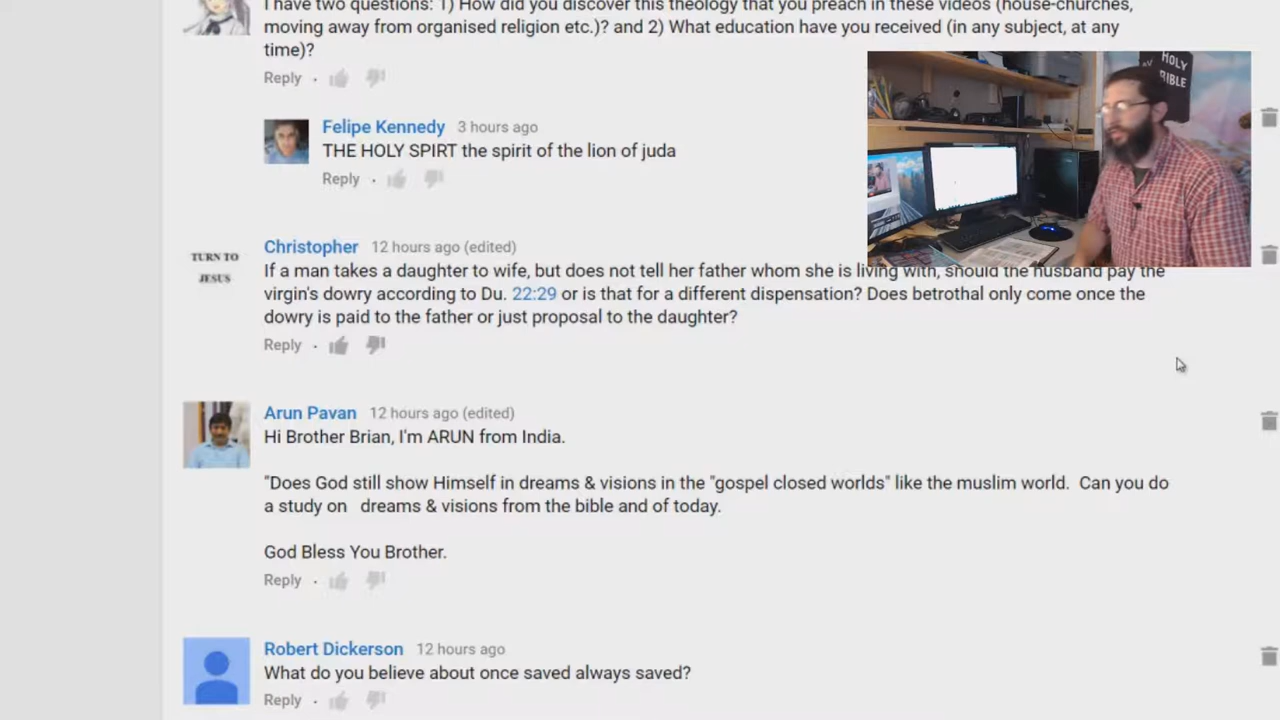 I have two questions: 1) How did you discover this theology that you preach in these videos (house-churches,
moving away from organised religion etc.)? and 2) What education have you received (in any subject, at any
time)?
Reply
HOLY
BIBLE
Felipe Kennedy 3 hours ago
THE HOLY SPIRT the spirit of the lion of juda
Reply
TURN TO
JESUS
Christopher 12 hours ago (edited)
If a man takes a daughter to wife, but does not tell her father whom she is living with, should the husband pay the
virgin's dowry according to Du. 22:29 or is that for a different dispensation? Does betrothal only come once the
dowry is paid to the father or just proposal to the daughter?
Reply
Arun Pavan 12 hours ago (edited)
Hi Brother Brian, I'm ARUN from India.
"Does God still show Himself in dreams & visions in the "gospel closed worlds" like the muslim world. Can you do
a study on dreams & visions from the bible and of today.
God Bless You Brother.
Reply
Robert Dickerson 12 hours ago
What do you believe about once saved always saved?
Reply